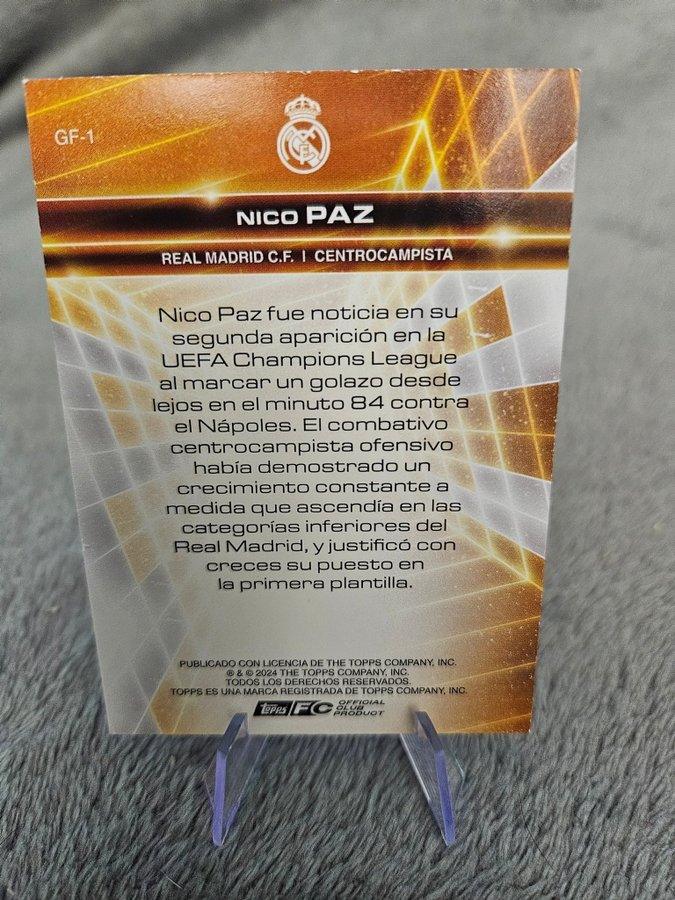 GF-1
NICO PAZ
REAL MADRID C.F. | CENTROCAMPISTA
Nico Paz fue noticia en su
segunda aparición en la
UEFA Champions League
al marcar un golazo desde
lejos en el minuto 84 contra
el Nápoles. El combativo
centrocampista ofensivo
había demostrado un
crecimiento constante a
medida que ascendía en las
categorías inferiores del
Real Madrid, y justificó con
creces su puesto en
la primera plantilla.
PUBLICADO CON LICENCIA DE THE TOPPS COMPANY, INC.
® & © 2024 THE TOPPS COMPANY, INC.
TODOS LOS DERECHOS RESERVADOS.
TOPPS ES UNA MARCA REGISTRADA DE TOPPS COMPANY, INC.
topps FC OFFICIAL CLUB PRODUCT